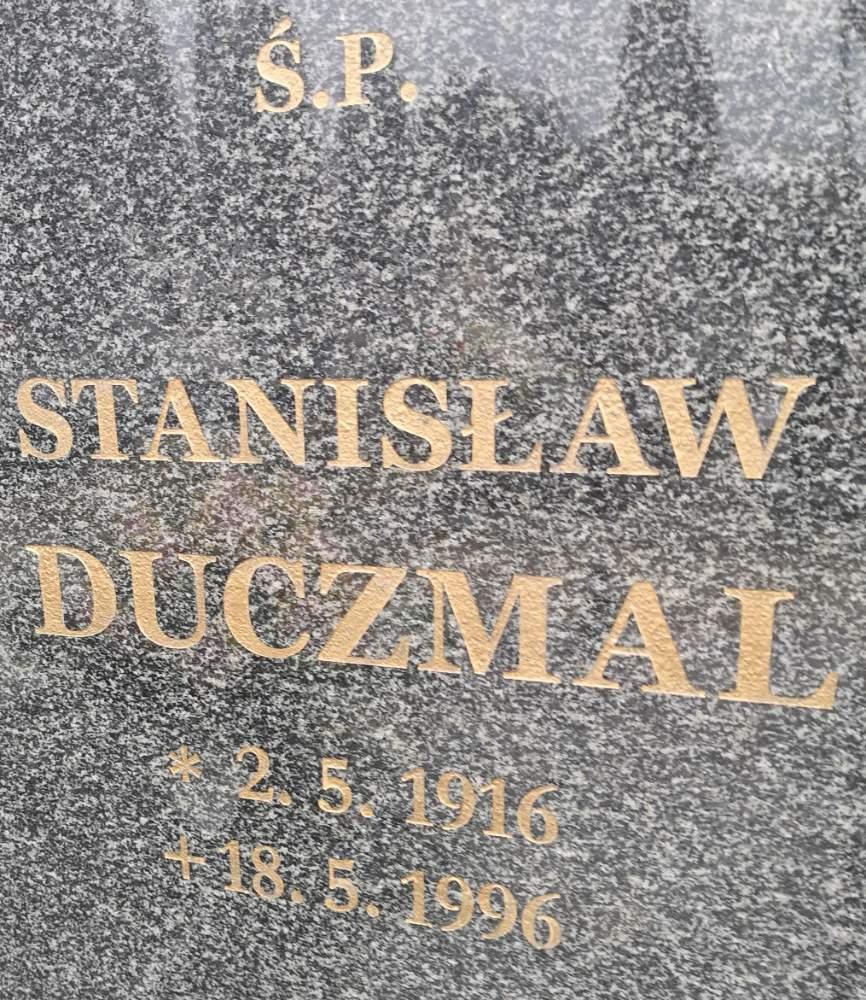 Ś.P.
STANISŁAW
DUCZMAL
* 2. 5. 1916
+18. 5. 1996